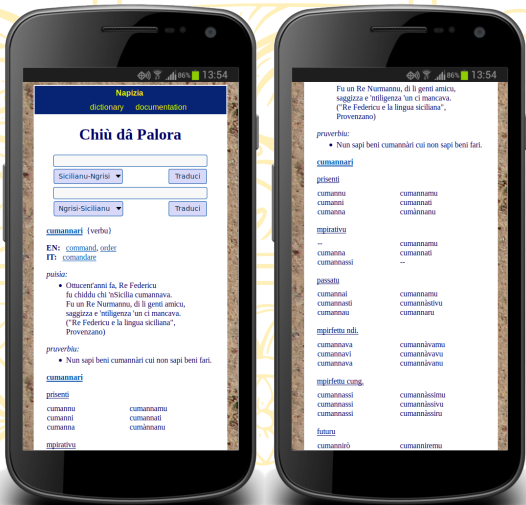 86% 13:54
Napizia
dictionary documentation
Chiù dâ Palora
Sicilianu-Ngrisi Traduci
Ngrisi-Sicilianu Traduci
cumannari {verbu}
EN: command, order
IT: comandare
puisia:
• Ottucent'anni fa, Re Federicu
fu chiddu chi 'nSicilia cumannava.
Fu un Re Nurmannu, di li genti amicu,
saggizza e 'ntiligenza 'un ci mancava.
("Re Federicu e la lingua siciliana",
Provenzano)
pruverbiu:
• Nun sapi beni cumannàri cui non sapi beni fari.
cumannari
prisenti
cumannu cumannamu
cumanni cumannati
cumanna cumànnanu
mpirativu
86% 13:54
Fu un Re Nurmannu, di li genti amicu,
saggizza e 'ntiligenza 'un ci mancava.
("Re Federicu e la lingua siciliana",
Provenzano)
pruverbiu:
• Nun sapi beni cumannàri cui non sapi beni fari.
cumannari
prisenti
cumannu cumannamu
cumanni cumannati
cumanna cumànnanu
mpirativu
-- cumannamu
cumanna cumannati
cumannassi --
passatu
cumannai cumannamu
cumannasti cumannàstivu
cumannau cumannaru
mpirfettu ndi.
cumannava cumannàvamu
cumannavi cumannàvavu
cumannava cumannàvanu
mpirfettu cung.
cumannassi cumannàssimu
cumannassi cumannàssivu
cumannassi cumannàssiru
futuru
cumannirò cumanniremu